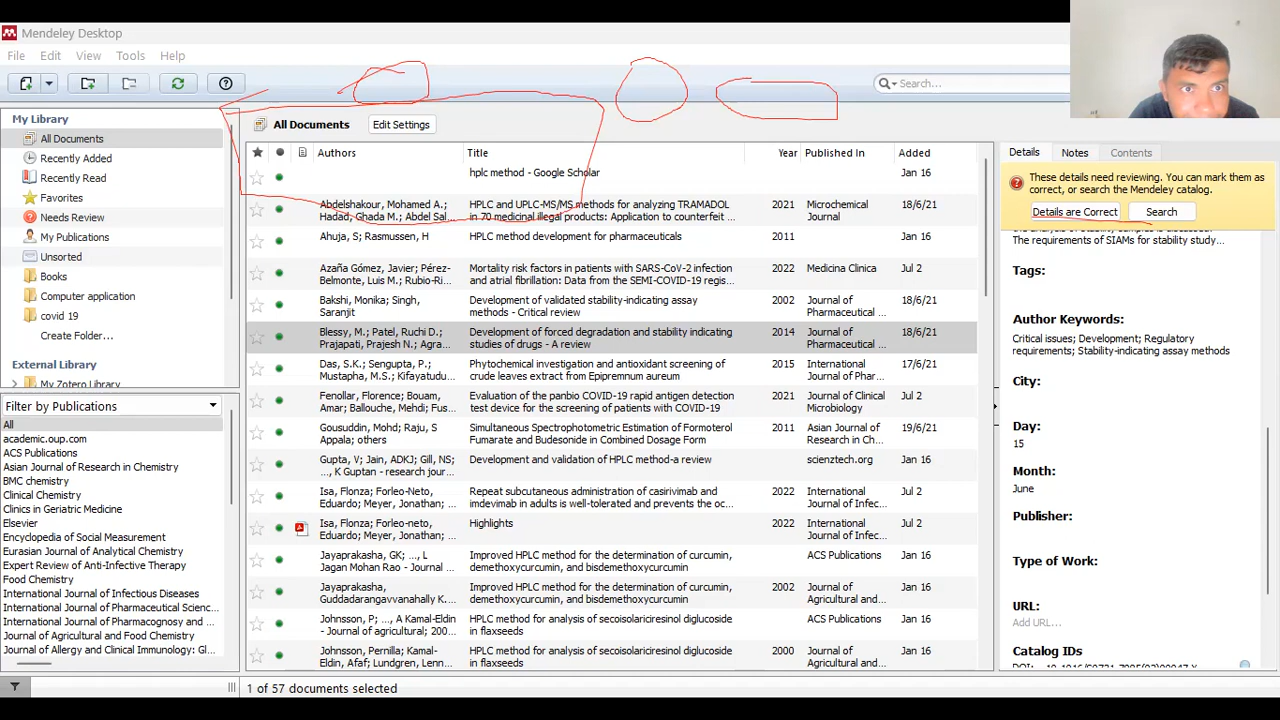 Mendeley Desktop
File Edit View Tools Help
Search...
My Library
All Documents
Recently Added
Recently Read
Favorites
Needs Review
My Publications
Unsorted
Books
Computer application
covid 19
Create Folder...
External Library
My Zotero Library
Filter by Publications
All
academic.oup.com
ACS Publications
Asian Journal of Research in Chemistry
BMC chemistry
Clinical Chemistry
Clinics in Geriatric Medicine
Elsevier
Encyclopedia of Social Measurement
Eurasian Journal of Analytical Chemistry
Expert Review of Anti-Infective Therapy
Food Chemistry
International Journal of Infectious Diseases
International Journal of Pharmaceutical Scienc...
International Journal of Pharmacognosy and ...
Journal of Agricultural and Food Chemistry
Journal of Allergy and Clinical Immunology: Gl...
All Documents Edit Settings
Authors Title Year Published In Added
hplc method - Google Scholar Jan 16
Abdelshakour, Mohamed A.; HPLC and UPLC-MS/MS methods for analyzing TRAMADOL 2021 Microchemical 18/6/21
Hadad, Ghada M.; Abdel Sal... in 70 medicinal illegal products: Application to counterfeit ... Journal
Ahuja, S; Rasmussen, H HPLC method development for pharmaceuticals 2011 Jan 16
Azaña Gómez, Javier; Pérez- Mortality risk factors in patients with SARS-CoV-2 infection 2022 Medicina Clinica Jul 2
Belmonte, Luis M.; Rubio-Ri... and atrial fibrillation: Data from the SEMI-COVID-19 regis...
Bakshi, Monika; Singh, Development of validated stability-indicating assay 2002 Journal of 18/6/21
Saranjit methods - Critical review Pharmaceutical ...
Blessy, M.; Patel, Ruchi D.; Development of forced degradation and stability indicating 2014 Journal of 18/6/21
Prajapati, Prajesh N.; Agra... studies of drugs - A review Pharmaceutical ...
Das, S.K.; Sengupta, P.; Phytochemical investigation and antioxidant screening of 2015 International 17/6/21
Mustapha, M.S.; Kifayatudu... crude leaves extract from Epipremnum aureum Journal of Phar...
Fenollar, Florence; Bouam, Evaluation of the panbio COVID-19 rapid antigen detection 2021 Journal of Clinical Jul 2
Amar; Ballouche, Mehdi; Fus... test device for the screening of patients with COVID-19 Microbiology
Gousuddin, Mohd; Raju, S Simultaneous Spectrophotometric Estimation of Formoterol 2011 Asian Journal of 19/6/21
Appala; others Fumarate and Budesonide in Combined Dosage Form Research in Ch...
Gupta, V; Jain, ADKJ; Gill, NS; Development and validation of HPLC method-a review scienztech.org Jan 16
..., K Guptan - research jour...
Isa, Flonza; Forleo-Neto, Repeat subcutaneous administration of casirivimab and 2022 International Jul 2
Eduardo; Meyer, Jonathan; ... imdevimab in adults is well-tolerated and prevents the oc... Journal of Infec...
Isa, Flonza; Forleo-neto, Highlights 2022 International Jul 2
Eduardo; Meyer, Jonathan; ... Journal of Infec...
Jayaprakasha, GK; ..., L Improved HPLC method for the determination of curcumin, ACS Publications Jan 16
Jagan Mohan Rao - Journal ... demethoxycurcumin, and bisdemethoxycurcumin
Jayaprakasha, Improved HPLC method for the determination of curcumin, 2002 Journal of Jan 16
Guddadarangavvanahally K.... demethoxycurcumin, and bisdemethoxycurcumin Agricultural and...
Johnsson, P; ..., A Kamal-Eldin HPLC method for analysis of secoisolariciresinol diglucoside ACS Publications Jan 16
- Journal of agricultural; 200... in flaxseeds
Johnsson, Pernilla; Kamal- HPLC method for analysis of secoisolariciresinol diglucoside 2000 Journal of Jan 16
Eldin, Afaf; Lundgren, Lenn... in flaxseeds Agricultural and...
1 of 57 documents selected
Details Notes Contents
These details need reviewing. You can mark them as
correct, or search the Mendeley catalog.
Details are Correct Search
The requirements of SIAMs for stability study...
Tags:
Author Keywords:
Critical issues; Development; Regulatory
requirements; Stability-indicating assay methods
City:
Day:
15
Month:
June
Publisher:
Type of Work:
URL:
Add URL...
Catalog IDs